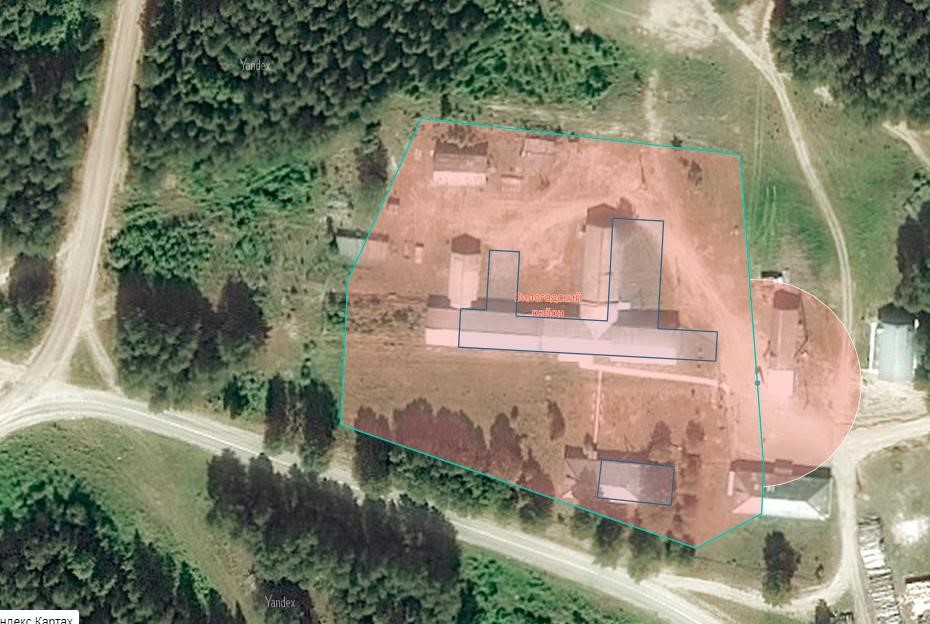 Yandex
район
Yandex
ндекс Картах